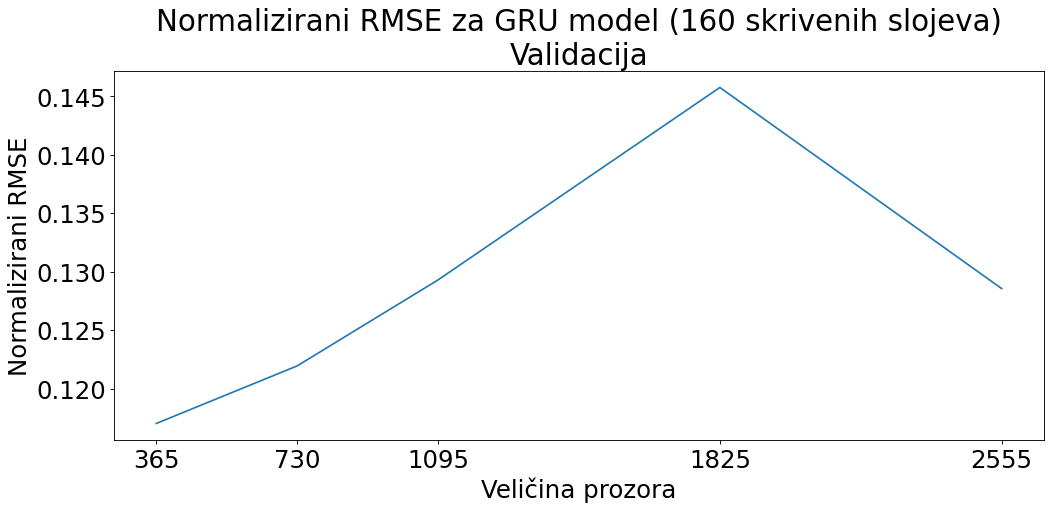 Normalizirani RMSE za GRU model (160 skrivenih slojeva)
Validacija
Normalizirani RMSE
0.145
0.140
0.135
0.130
0.125
0.120
365 730 1095 1825 2555
Veličina prozora